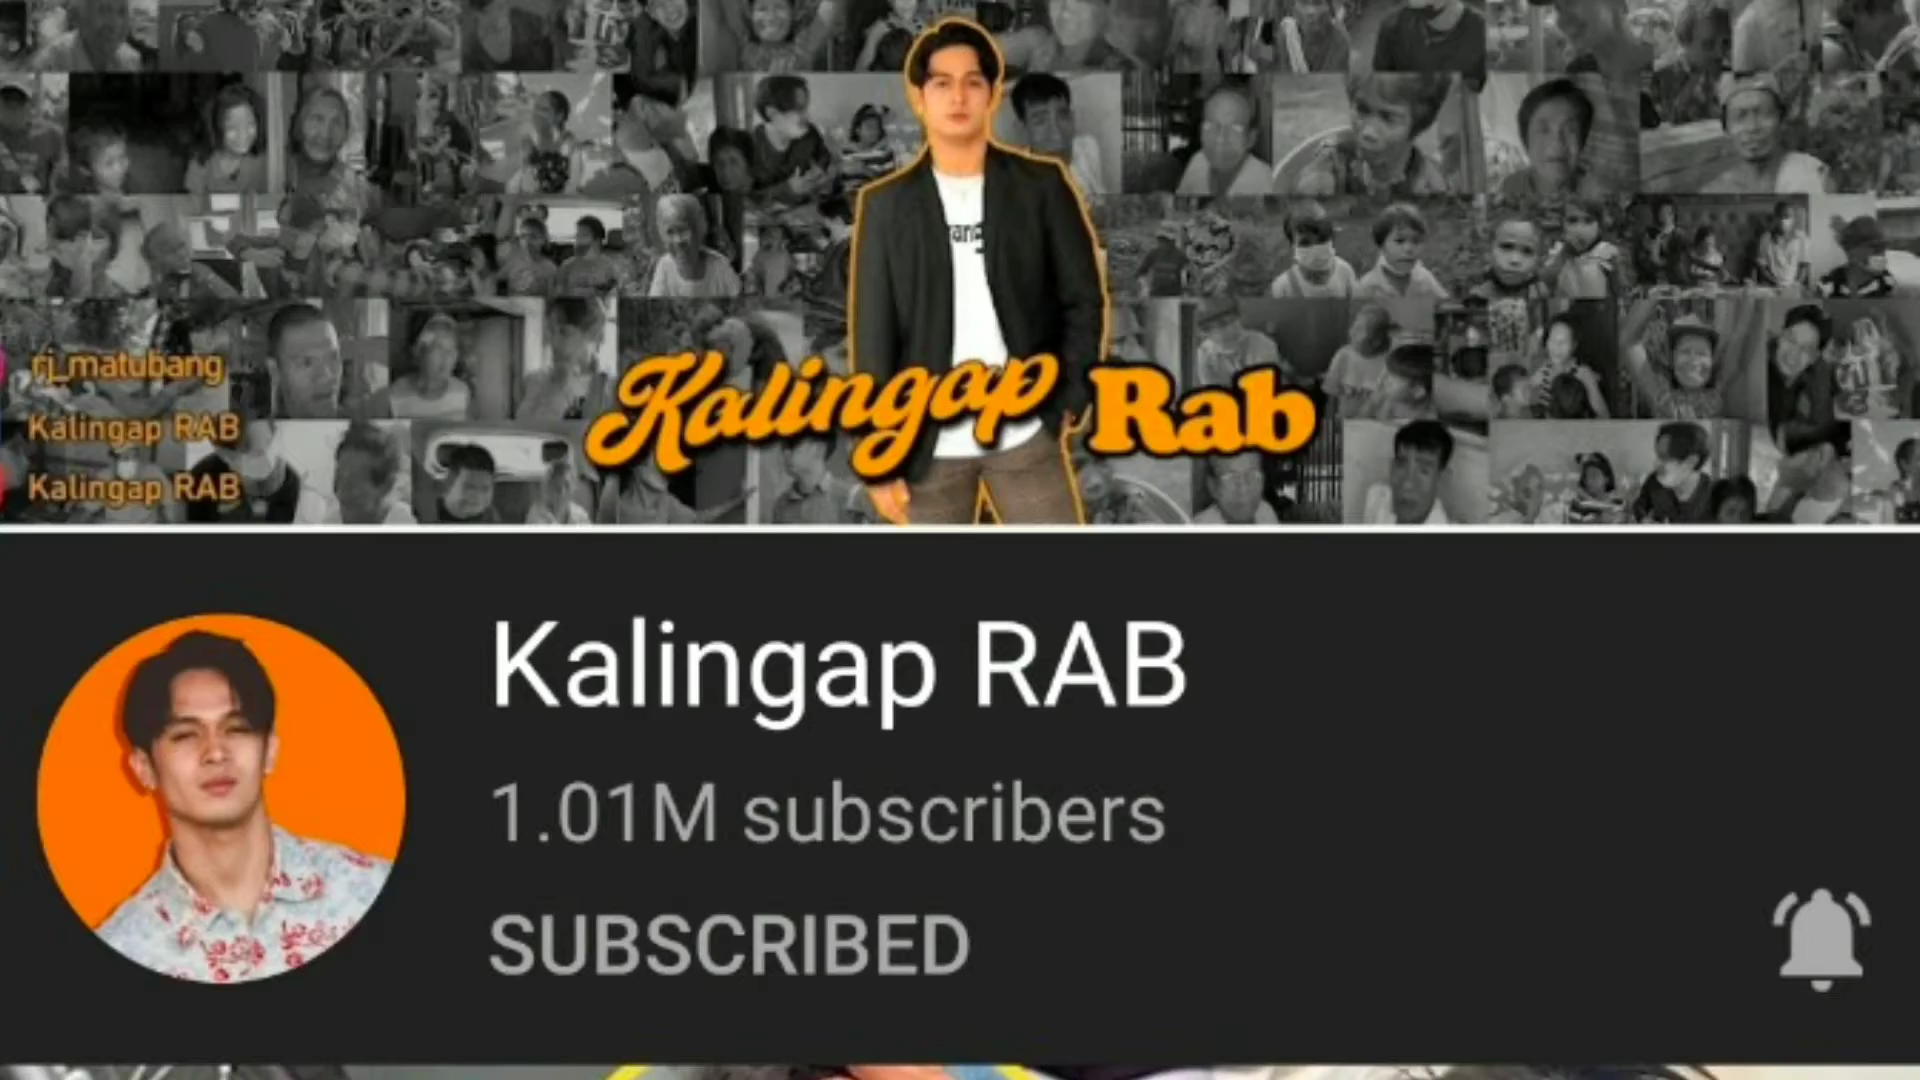 rj_matubang
Kalingap RAB
Kalingap RAB
Kalingap Rab
Kalingap RAB
1.01M subscribers
SUBSCRIBED